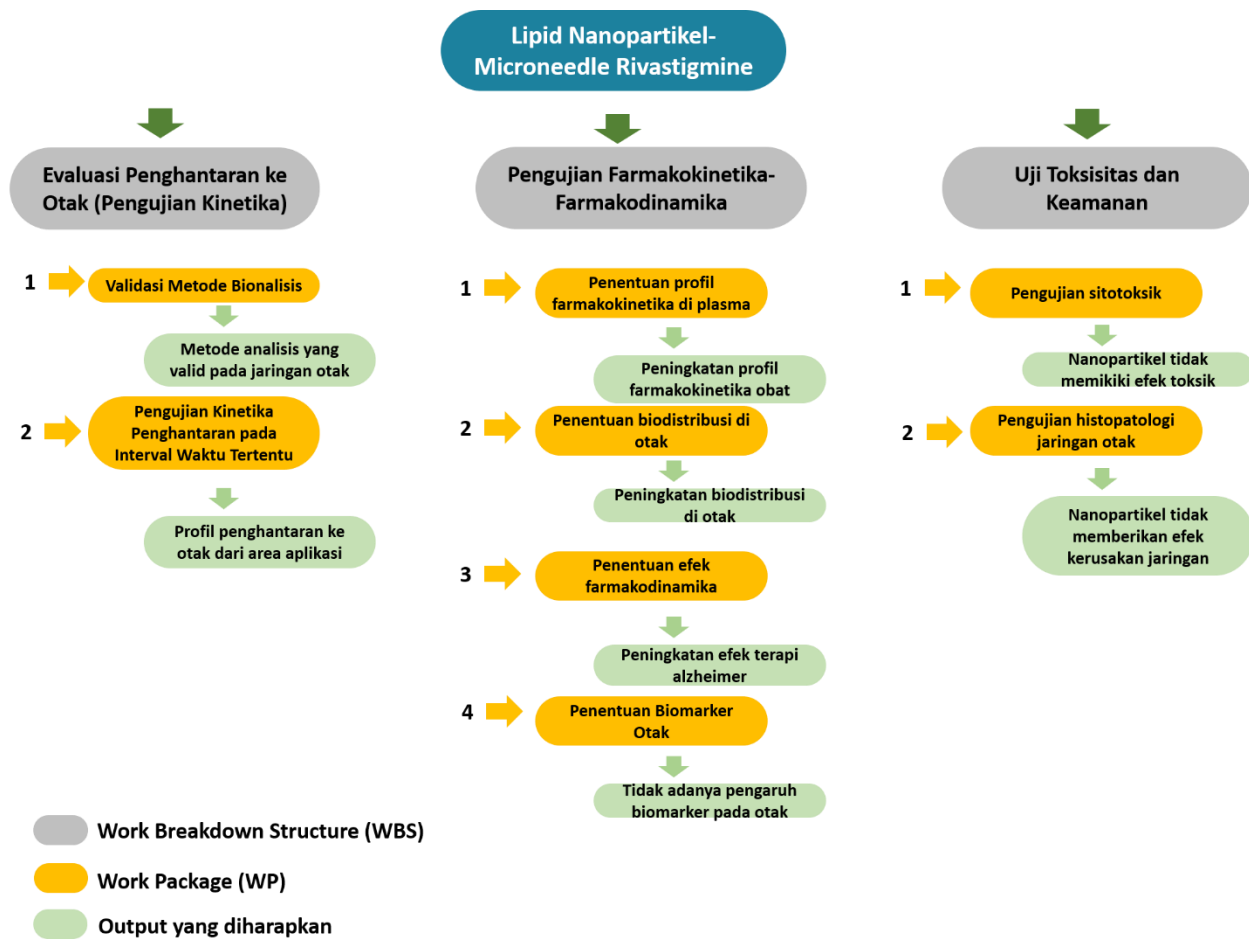 Lipid Nanopartikel-
Microneedle Rivastigmine
Evaluasi Penghantaran ke
Otak (Pengujian Kinetika)
1
Validasi Metode Bionalisis
Metode analisis yang
valid pada jaringan otak
2
Pengujian Kinetika
Penghantaran pada
Interval Waktu Tertentu
Profil penghantaran ke
otak dari area aplikasi
Pengujian Farmakokinetika-
Farmakodinamika
1
Penentuan profil
farmakokinetika di plasma
Peningkatan profil
farmakokinetika obat
2
Penentuan biodistribusi di
otak
Peningkatan biodistribusi
di otak
3
Penentuan efek
farmakodinamika
Peningkatan efek terapi
alzheimer
4
Penentuan Biomarker
Otak
Tidak adanya pengaruh
biomarker pada otak
Uji Toksisitas dan
Keamanan
1
Pengujian sitotoksik
Nanopartikel tidak
memikiki efek toksik
2
Pengujian histopatologi
jaringan otak
Nanopartikel tidak
memberikan efek
kerusakan jaringan
Work Breakdown Structure (WBS)
Work Package (WP)
Output yang diharapkan